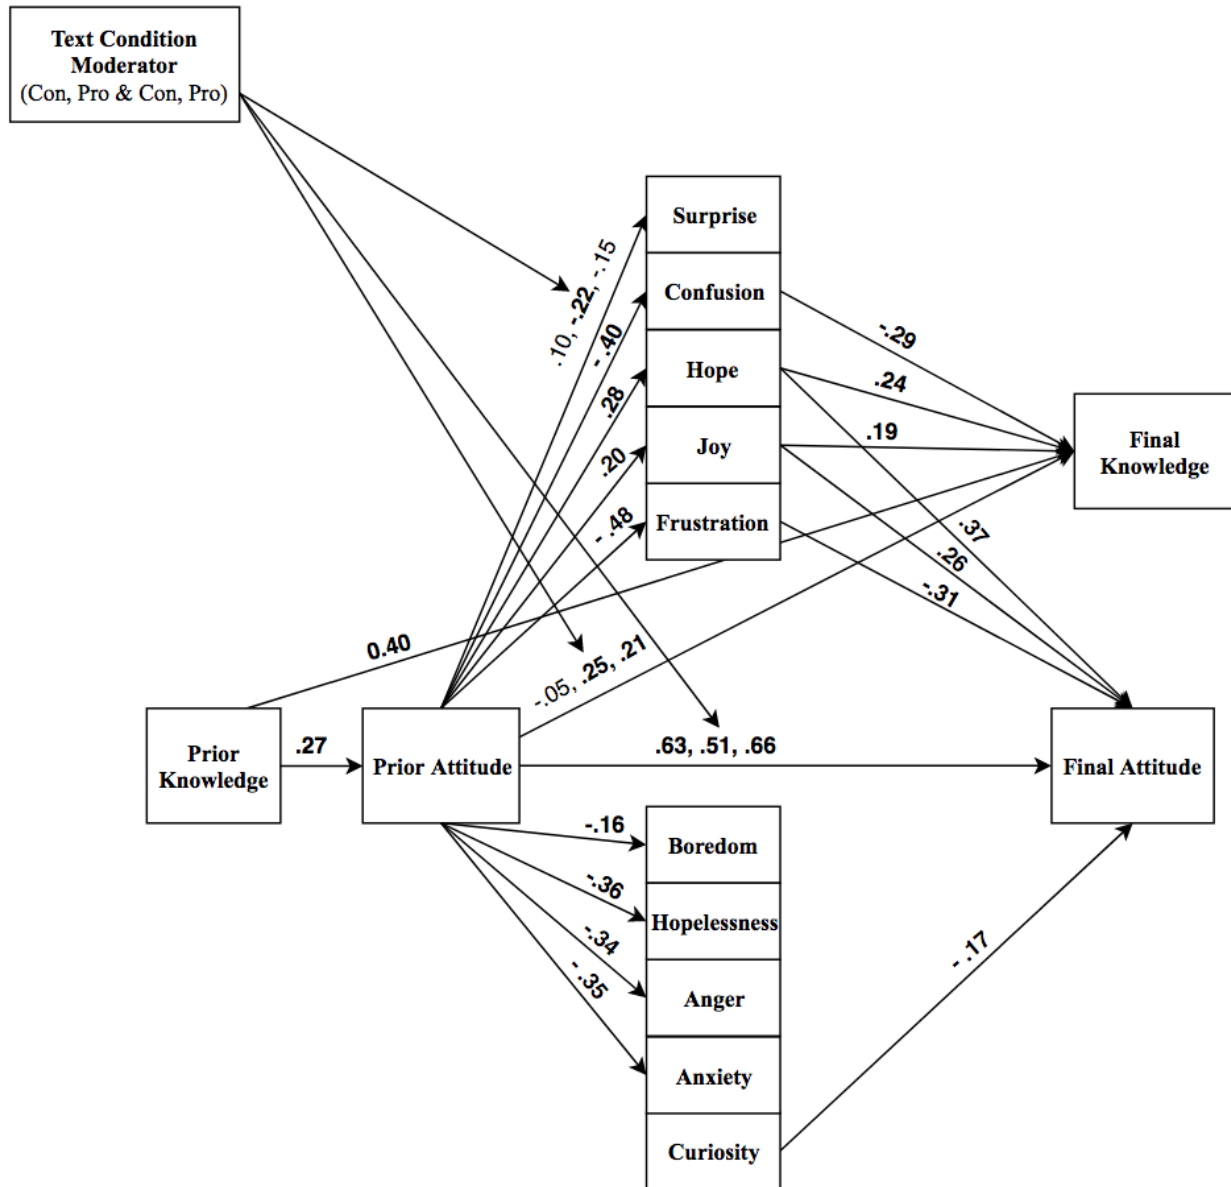 Text Condition
Moderator
(Con, Pro & Con, Pro)
Surprise
Confusion
Hope
Joy
Frustration
.10, -.22, -.15
- .40
.28
.20
- .48
-.29
.24
.19
Final
Knowledge
.37
.26
-.31
0.40
-.05, .25, .21
Prior
Knowledge
.27
Prior Attitude
.63, .51, .66
Final Attitude
-.16
-.36
-.34
-.35
Boredom
Hopelessness
Anger
Anxiety
Curiosity
- .17